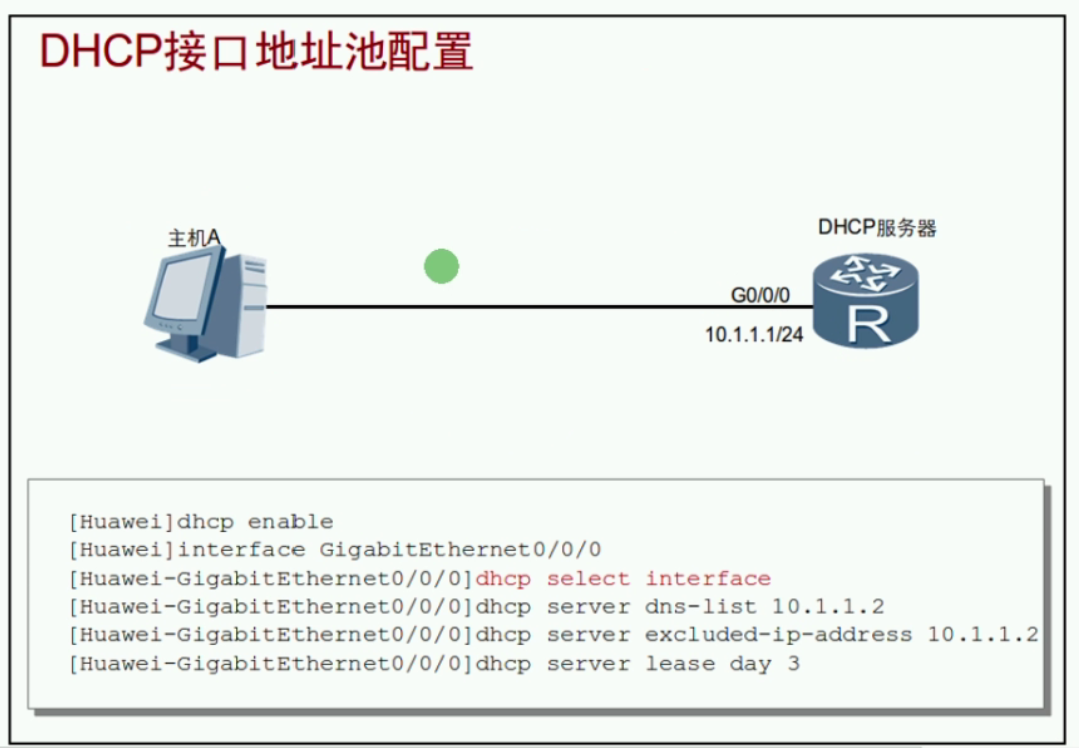 DHCP接口地址池配置
主机A
DHCP服务器
G0/0/0
10.1.1.1/24
R
[Huawei]dhcp enable
[Huawei]interface GigabitEthernet0/0/0
[Huawei-GigabitEthernet0/0/0]dhcp select interface
[Huawei-GigabitEthernet0/0/0]dhcp server dns-list 10.1.1.2
[Huawei-GigabitEthernet0/0/0]dhcp server excluded-ip-address 10.1.1.2
[Huawei-GigabitEthernet0/0/0]dhcp server lease day 3